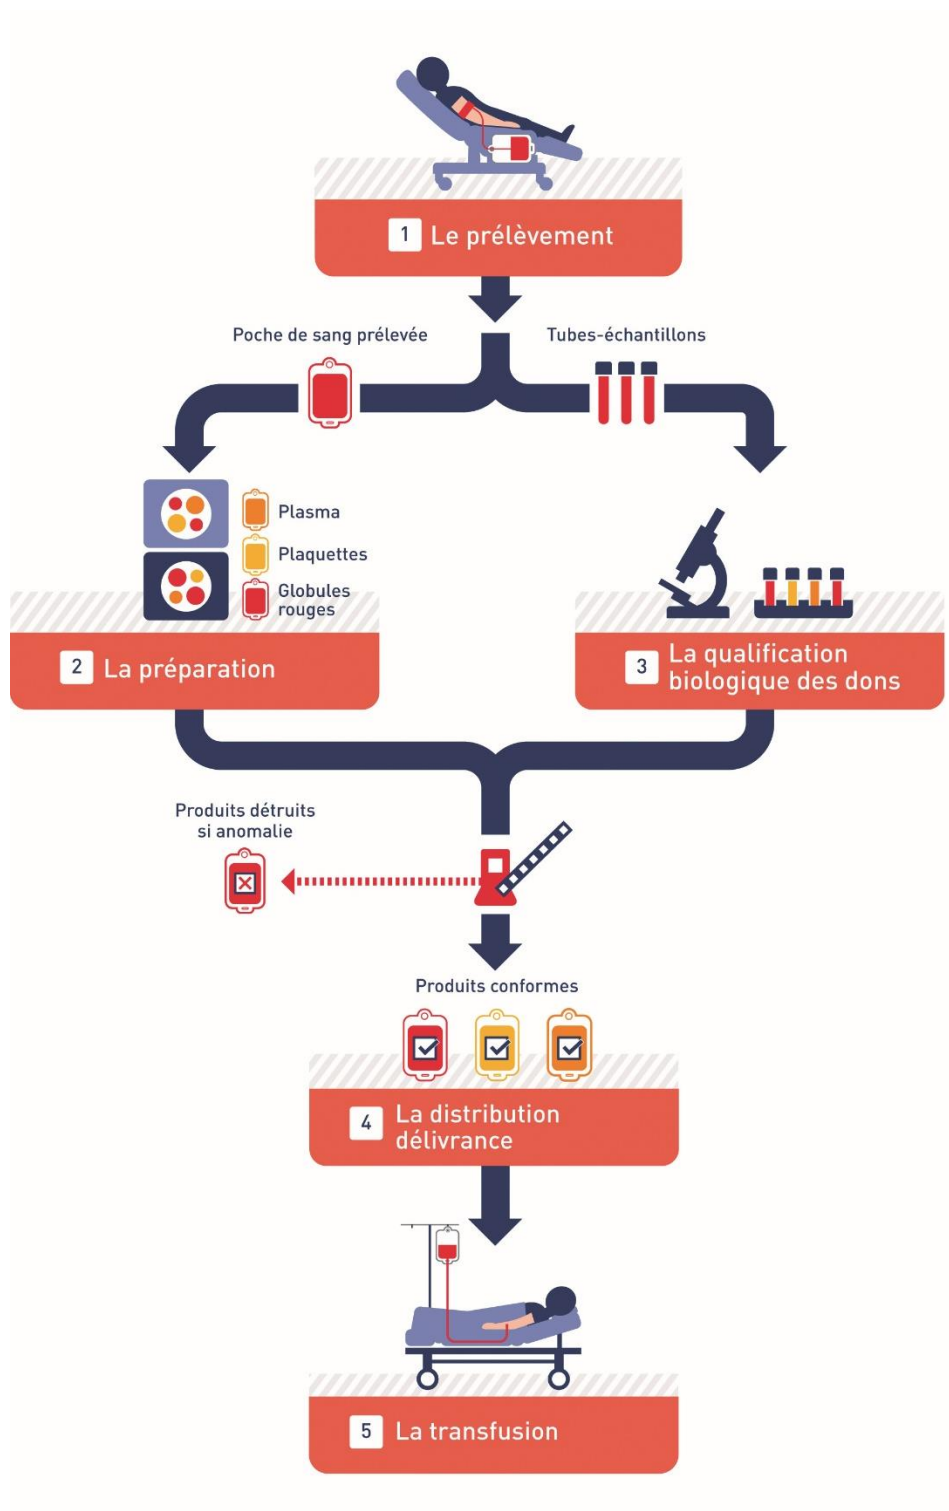 1 Le prélèvement
Poche de sang prélevée
Tubes-échantillons
Plasma
Plaquettes
Globules
rouges
2 La préparation
3 La qualification
biologique des dons
Produits détruits
si anomalie
Produits conformes
4 La distribution
délivrance
5 La transfusion